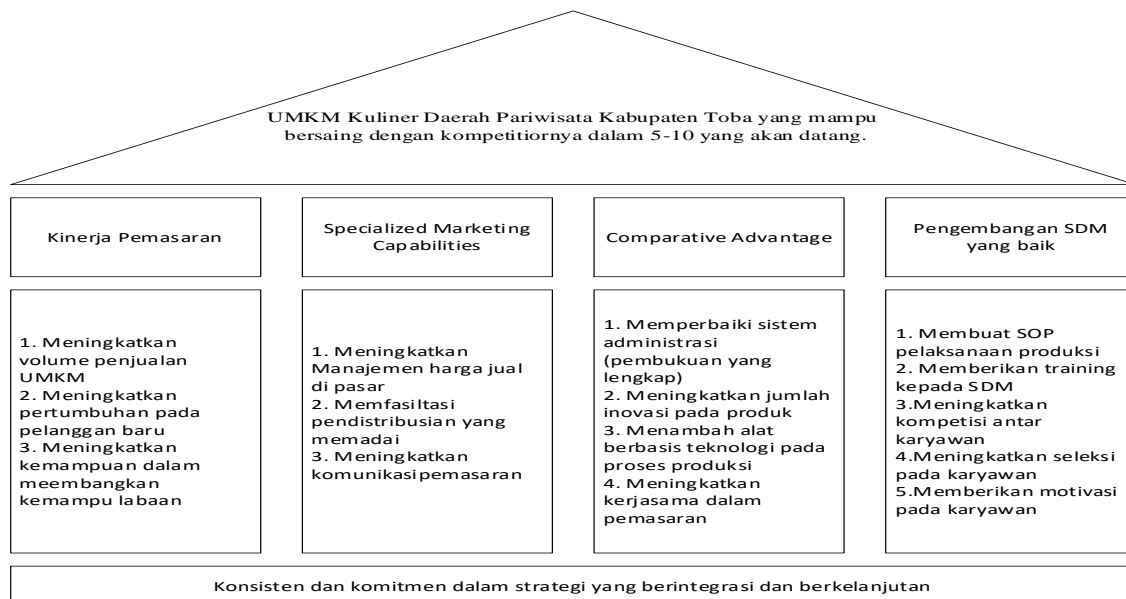 UMKM Kuliner Daerah Pariwisata Kabupaten Toba yang mampu
bersaing dengan kompetitiornya dalam 5-10 yang akan datang.
Kinerja Pemasaran
Specialized Marketing
Capabilities
Comparative Advantage
Pengembangan SDM
yang baik
1. Meningkatkan
volume penjualan
UMKM
2. Meningkatkan
pertumbuhan pada
pelanggan baru
3. Meningkatkan
kemampuan dalam
meembangkan
kemampu labaan
1. Meningkatkan
Manajemen harga jual
di pasar
2. Memfasiltasi
pendistribusian yang
memadai
3. Meningkatkan
komunikasi pemasaran
1. Memperbaiki sistem
administrasi
(pembukuan yang
lengkap)
2. Meningkatkan jumlah
inovasi pada produk
3. Menambah alat
berbasis teknologi pada
proses produksi
4. Meningkatkan
kerjasama dalam
pemasaran
1. Membuat SOP
pelaksanaan produksi
2. Memberikan training
kepada SDM
3.Meningkatkan
kompetisi antar
karyawan
4.Meningkatkan seleksi
pada karyawan
5.Memberikan motivasi
pada karyawan
Konsisten dan komitmen dalam strategi yang berintegrasi dan berkelanjutan